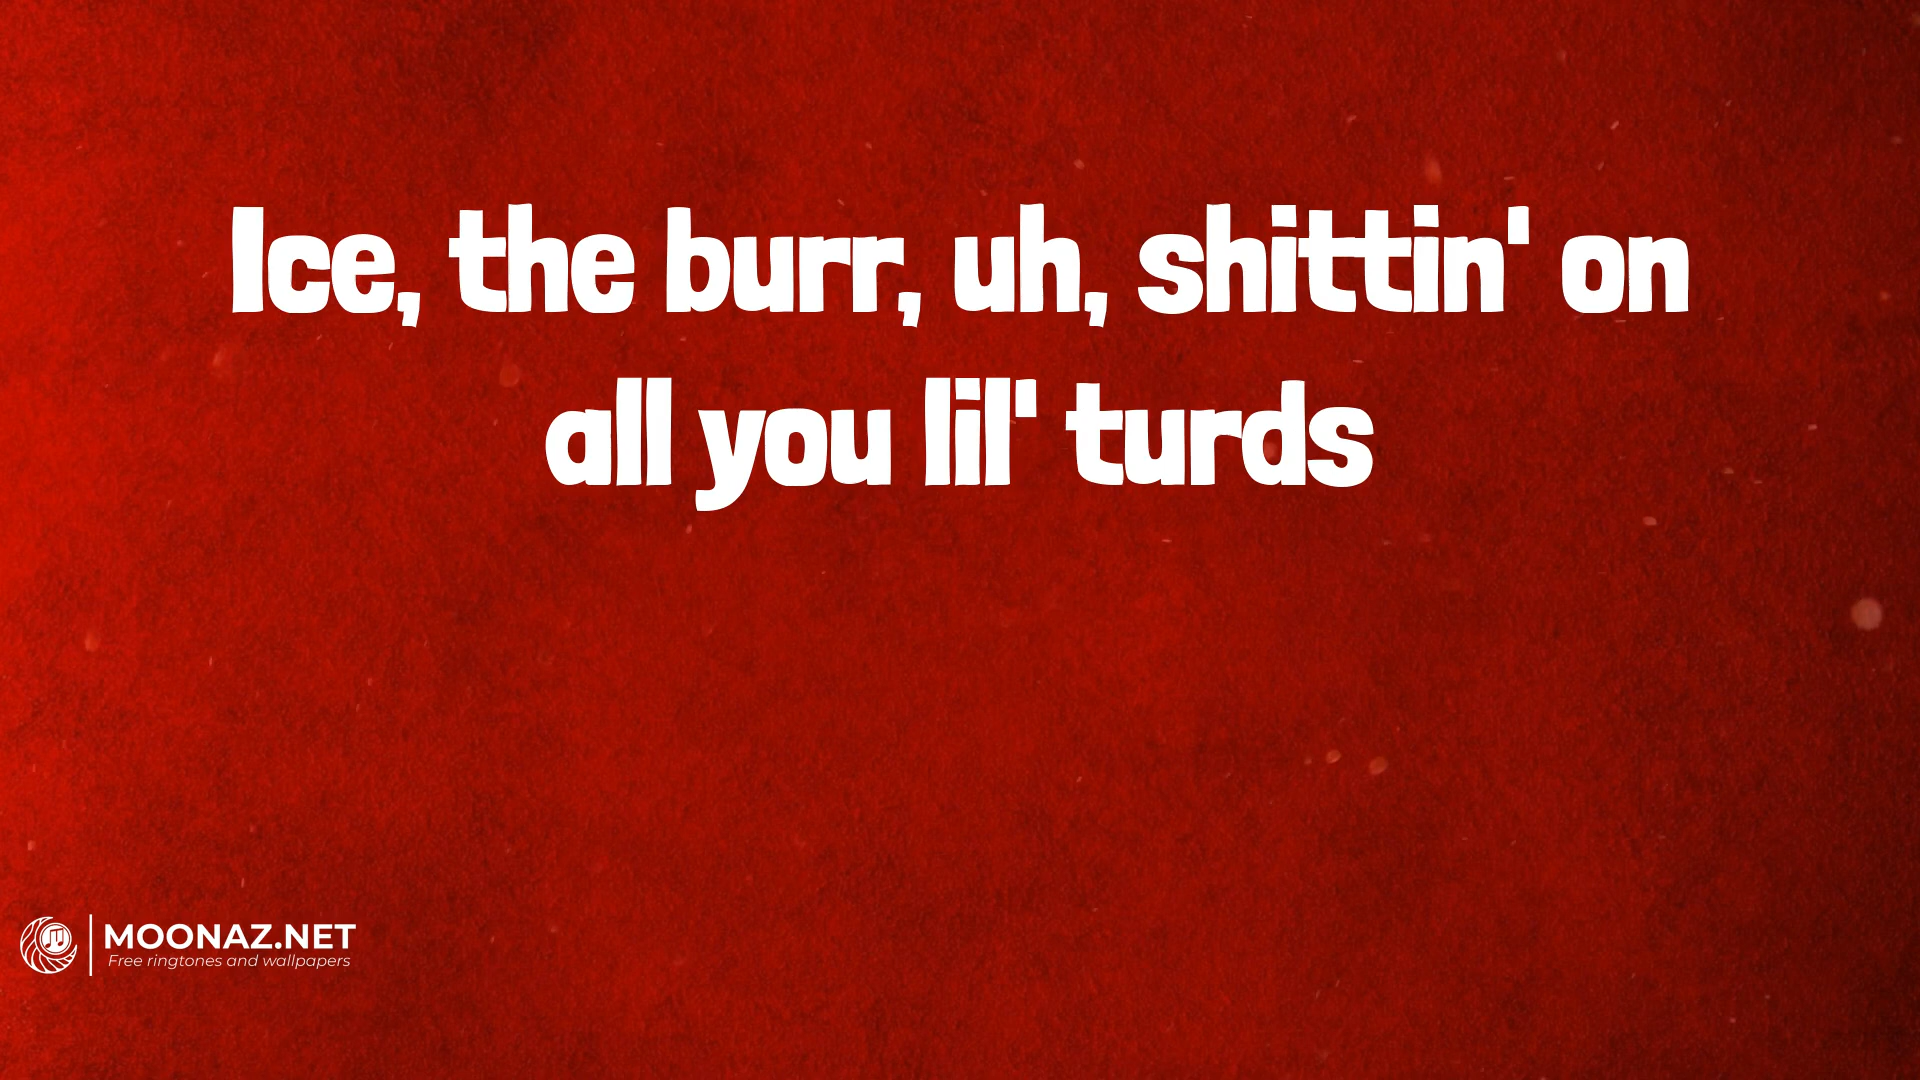 Ice, the burr, uh, shittin' on
all you lil' turds
MOONAZ.NET
Free ringtones and wallpapers